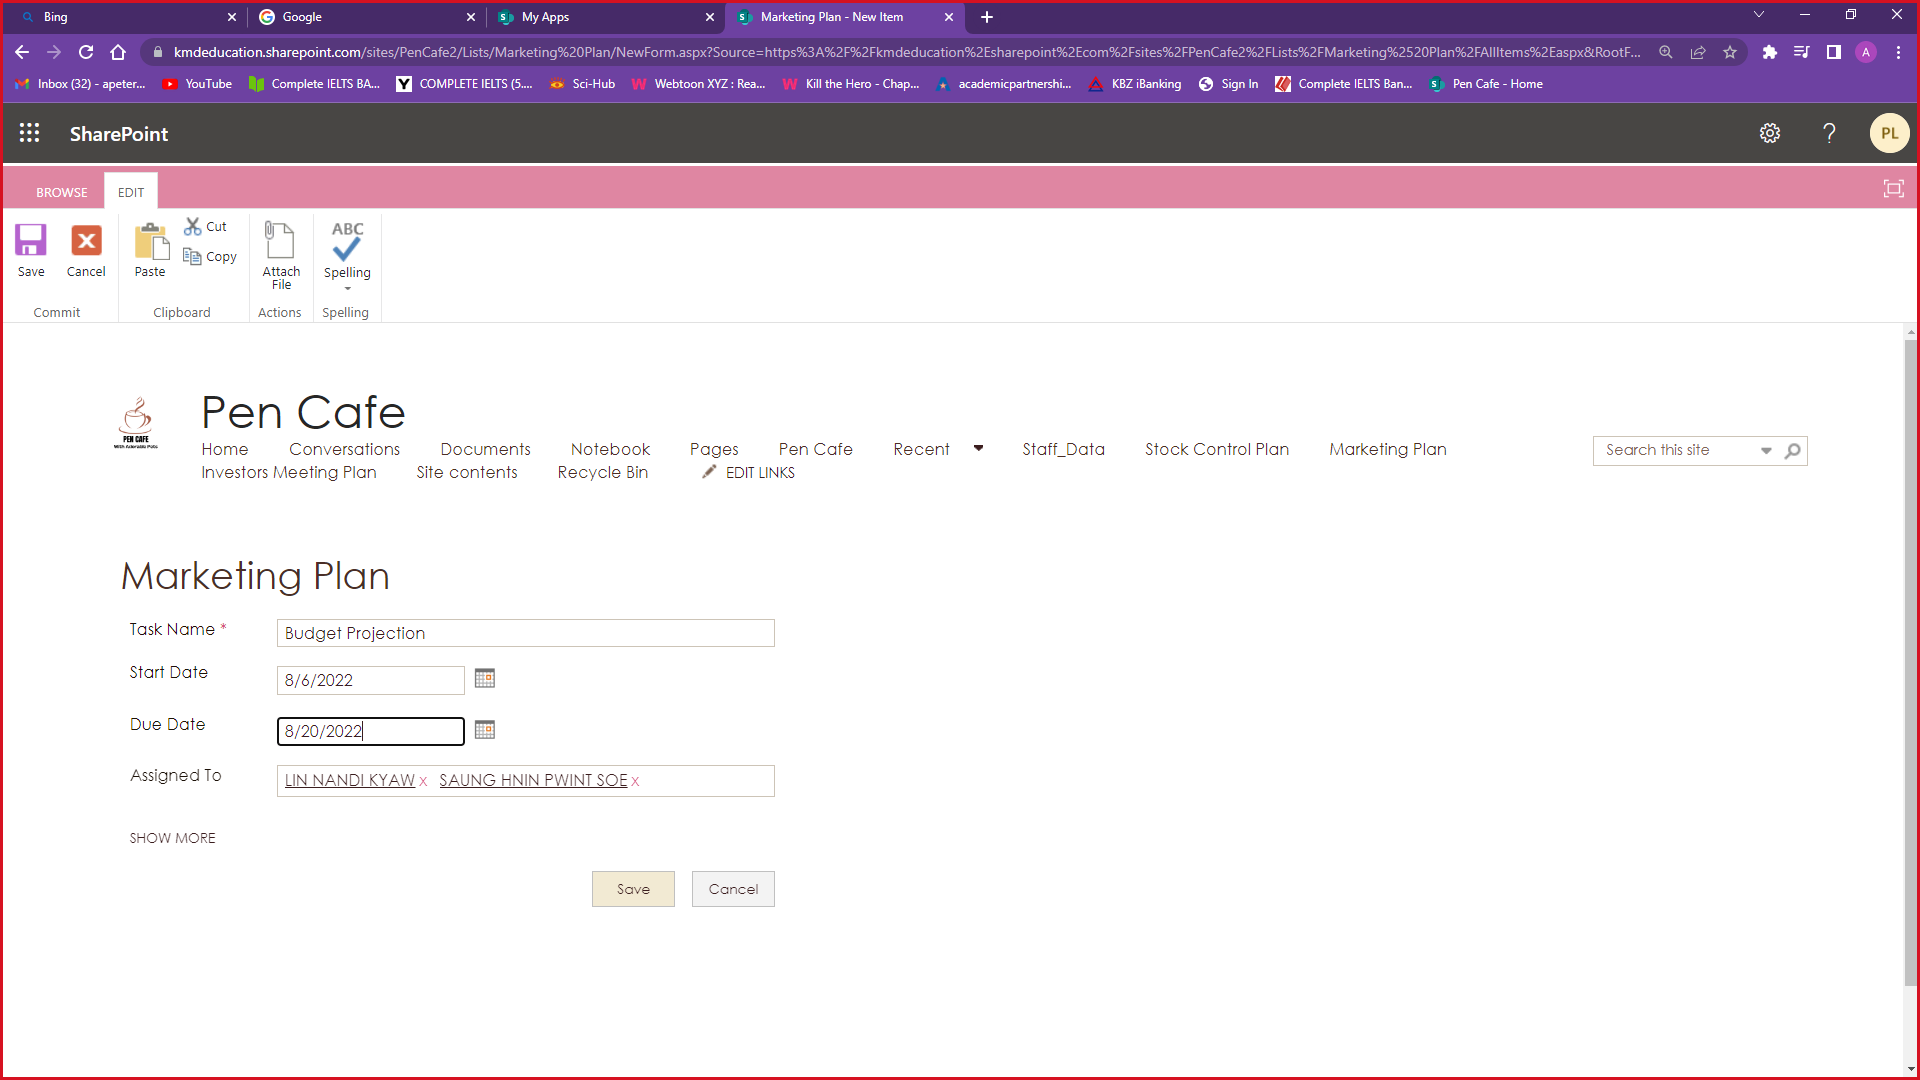 Bing
Google
My Apps
Marketing Plan - New Item
kmdeducation.sharepoint.com/sites/PenCafe2/Lists/Marketing%20Plan/NewForm.aspx?Source=https%3A%2F%2Fkmdeducation%2Esharepoint%2Ecom%2Fsites%2FPenCafe2%2FLists%2FMarketing%2520Plan%2FAllItems%2Easpx&RootF...
A
Inbox (32) - apeter...
YouTube
Complete IELTS BA...
Y COMPLETE IELTS (5....
Sci-Hub
W Webtoon XYZ : Rea...
W Kill the Hero - Chap...
academicpartnershi...
KBZ iBanking
Sign In
Complete IELTS Ban...
Pen Cafe - Home
SharePoint
?
PL
BROWSE
EDIT
Save
Cancel
Paste
Cut
Copy
Attach
File
ABC
Spelling
Commit
Clipboard
Actions
Spelling
PEN CAFE
With Adorable Pets
Pen Cafe
Home Conversations Documents Notebook Pages Pen Cafe Recent Staff_Data Stock Control Plan Marketing Plan
Investors Meeting Plan Site contents Recycle Bin EDIT LINKS
Search this site
Marketing Plan
Task Name * Budget Projection
Start Date 8/6/2022
Due Date 8/20/2022
Assigned To LIN NANDI KYAW x SAUNG HNIN PWINT SOE x
SHOW MORE
Save Cancel